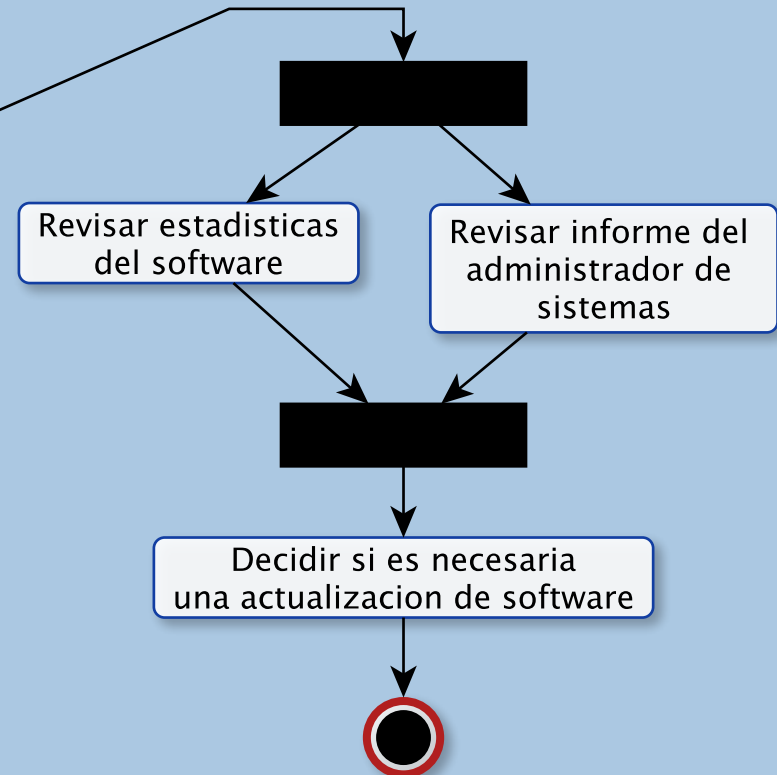 Revisar estadisticas
del software
Revisar informe del
administrador de
sistemas
Decidir si es necesaria
una actualizacion de software